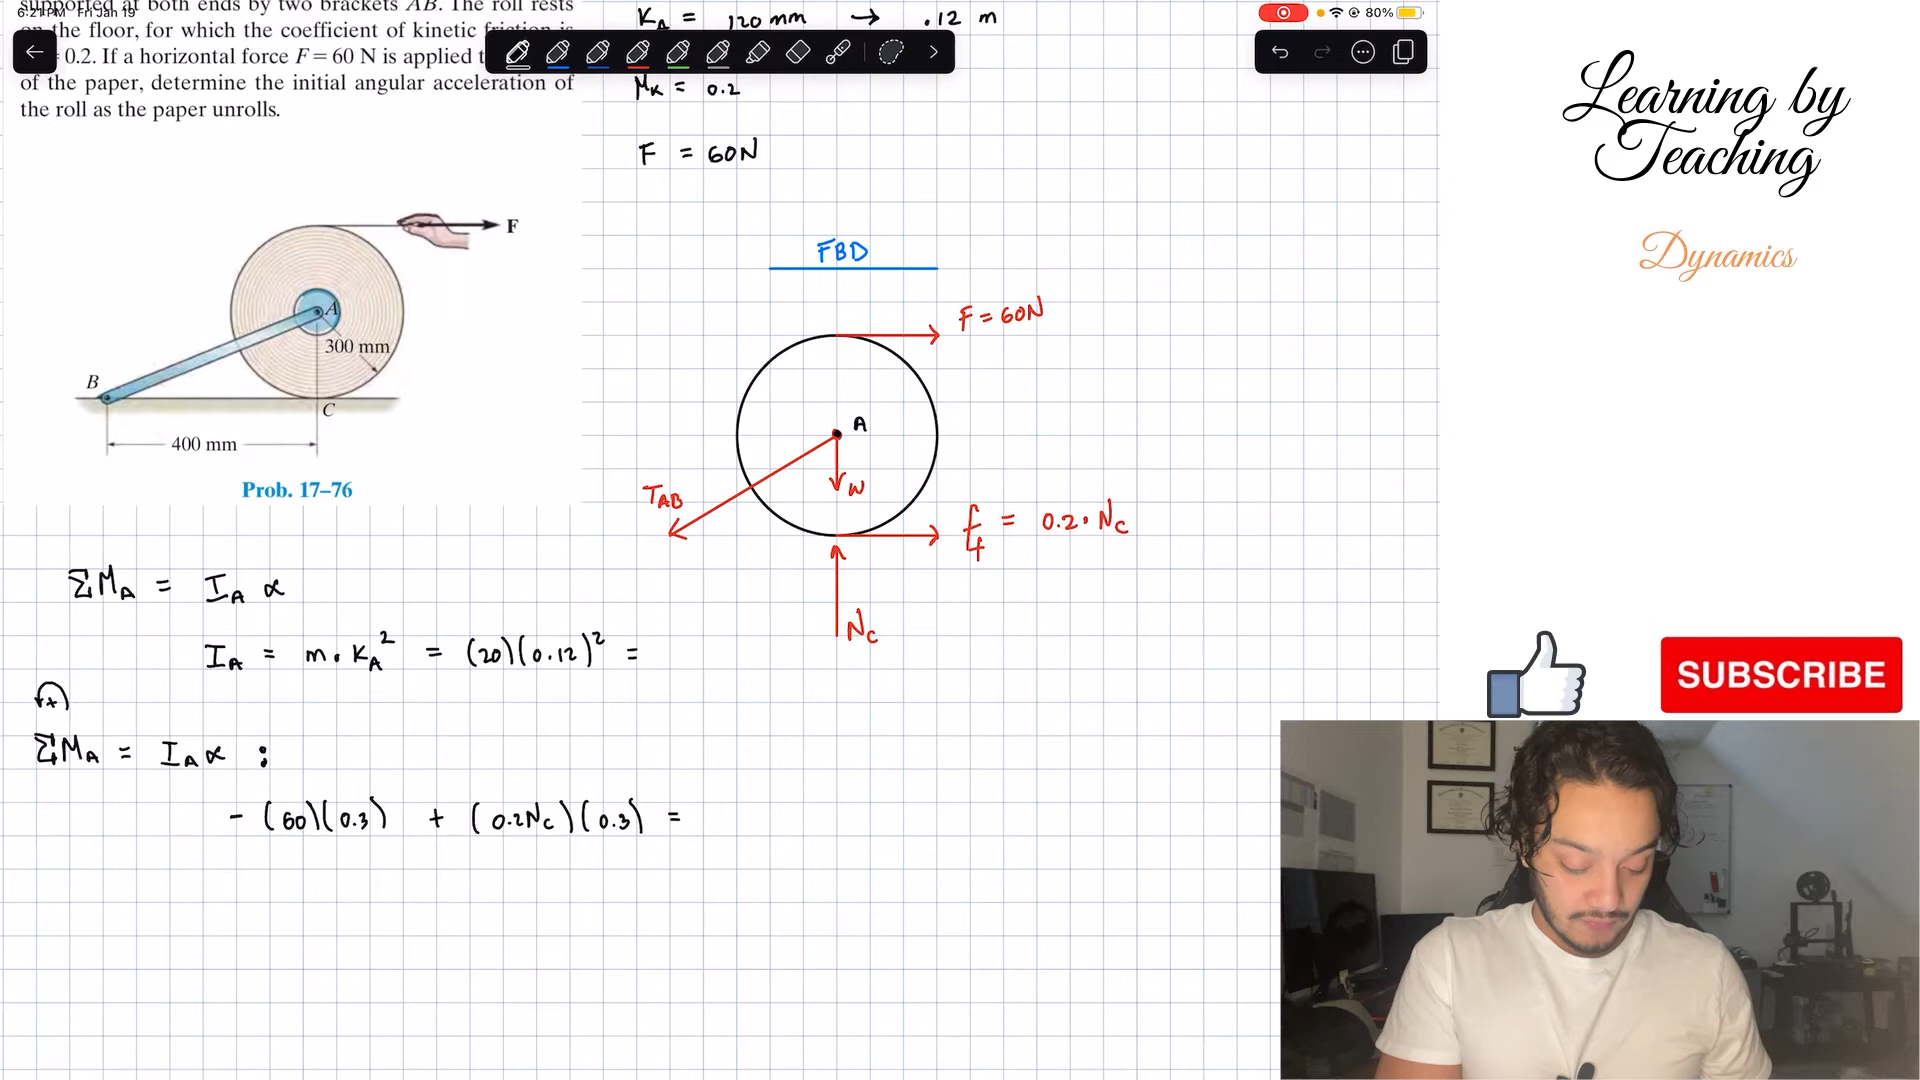 6:21 PM Fri Jan 19
supported at both ends by two brackets AB. The roll rests
on the floor, for which the coefficient of kinetic friction is
= 0.2. If a horizontal force F = 60 N is applied
of the paper, determine the initial angular acceleration of
the roll as the paper unrolls.
F
A
300 mm
B
C
400 mm
Prob. 17–76
KA = 120 mm → .12 m
μK = 0.2
F = 60N
FBD
F = 60N
A
TAB
W
f = 0.2 · NC
NC
ΣMA = IA α
IA = m · KA² = (20)(0.12)² =
+
ΣMA = IA α :
- (60)(0.3) + (0.2NC)(0.3) =
80%
Learning by
Teaching
Dynamics
SUBSCRIBE